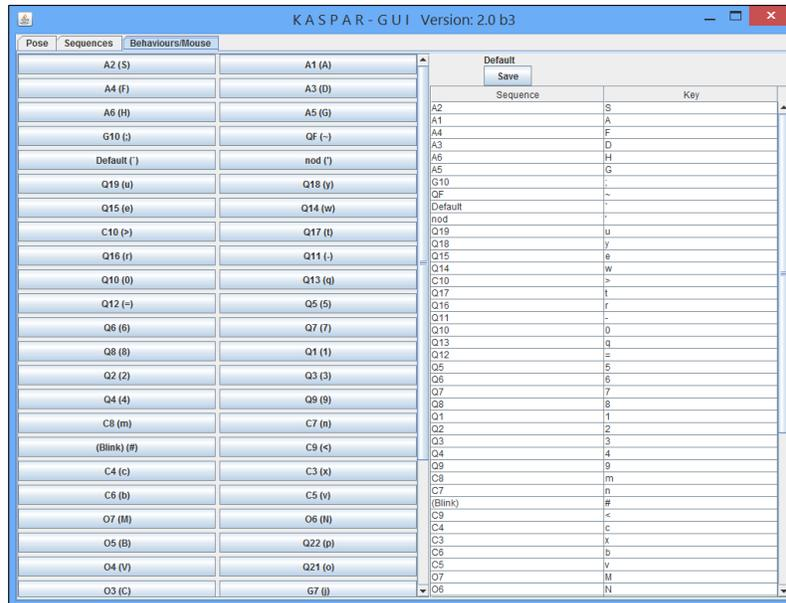 K A S P A R - G U I Version: 2.0 b3
Pose Sequences Behaviours/Mouse
A2 (S) A1 (A)
A4 (F) A3 (D)
A6 (H) A5 (G)
G10 (;) QF (~)
Default (`) nod (')
Q19 (u) Q18 (y)
Q15 (e) Q14 (w)
C10 (>) Q17 (t)
Q16 (r) Q11 (-)
Q10 (0) Q13 (q)
Q12 (=) Q5 (5)
Q6 (6) Q7 (7)
Q8 (8) Q1 (1)
Q2 (2) Q3 (3)
Q4 (4) Q9 (9)
C8 (m) C7 (n)
(Blink) (#) C9 (<)
C4 (c) C3 (x)
C6 (b) C5 (v)
O7 (M) O6 (N)
O5 (B) Q22 (p)
O4 (V) Q21 (o)
O3 (C) G7 (j)
Default
Save
Sequence Key
A2 S
A1 A
A4 F
A3 D
A6 H
A5 G
G10 ;
QF ~
Default `
nod '
Q19 u
Q18 y
Q15 e
Q14 w
C10 >
Q17 t
Q16 r
Q11 -
Q10 0
Q13 q
Q12 =
Q5 5
Q6 6
Q7 7
Q8 8
Q1 1
Q2 2
Q3 3
Q4 4
Q9 9
C8 m
C7 n
(Blink) #
C9 <
C4 c
C3 x
C6 b
C5 v
O7 M
O6 N